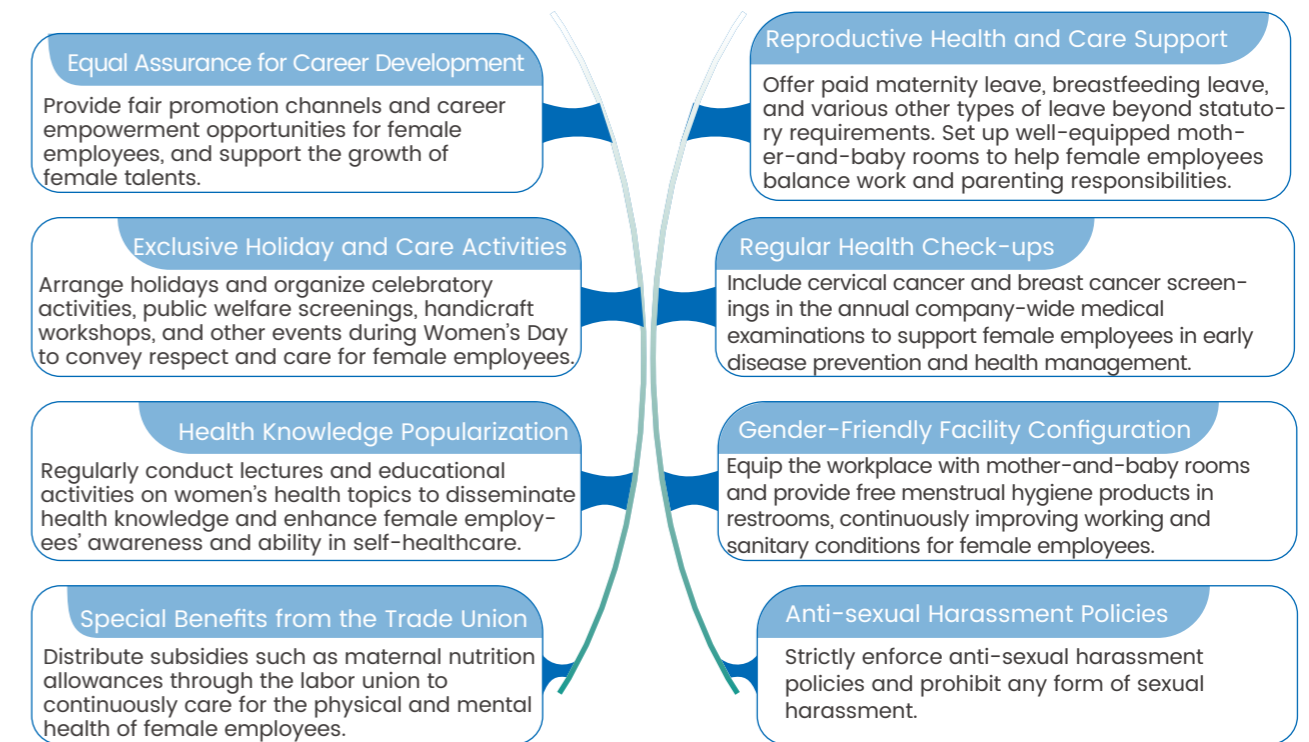 Equal Assurance for Career Development
Provide fair promotion channels and career
empowerment opportunities for female
employees, and support the growth of
female talents.
Exclusive Holiday and Care Activities
Arrange holidays and organize celebratory
activities, public welfare screenings, handicraft
workshops, and other events during Women's Day
to convey respect and care for female employees.
Health Knowledge Popularization
Regularly conduct lectures and educational
activities on women's health topics to disseminate
health knowledge and enhance female employ-
ees' awareness and ability in self-healthcare.
Special Benefits from the Trade Union
Distribute subsidies such as maternal nutrition
allowances through the labor union to
continuously care for the physical and mental
health of female employees.
Reproductive Health and Care Support
Offer paid maternity leave, breastfeeding leave,
and various other types of leave beyond statuto-
ry requirements. Set up well-equipped moth-
er-and-baby rooms to help female employees
balance work and parenting responsibilities.
Regular Health Check-ups
Include cervical cancer and breast cancer screen-
ings in the annual company-wide medical
examinations to support female employees in early
disease prevention and health management.
Gender-Friendly Facility Configuration
Equip the workplace with mother-and-baby rooms
and provide free menstrual hygiene products in
restrooms, continuously improving working and
sanitary conditions for female employees.
Anti-sexual Harassment Policies
Strictly enforce anti-sexual harassment
policies and prohibit any form of sexual
harassment.